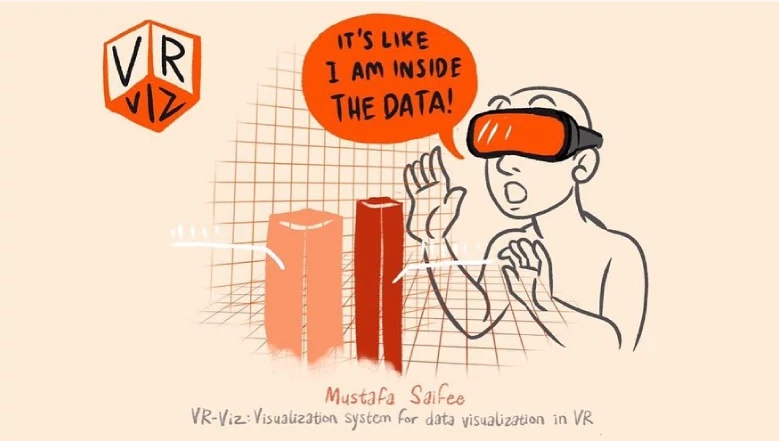 VR
VIZ
IT'S LIKE
I AM INSIDE
THE DATA!
Mustafa Saifee
VR-Viz: Visualization system for data visualization in VR